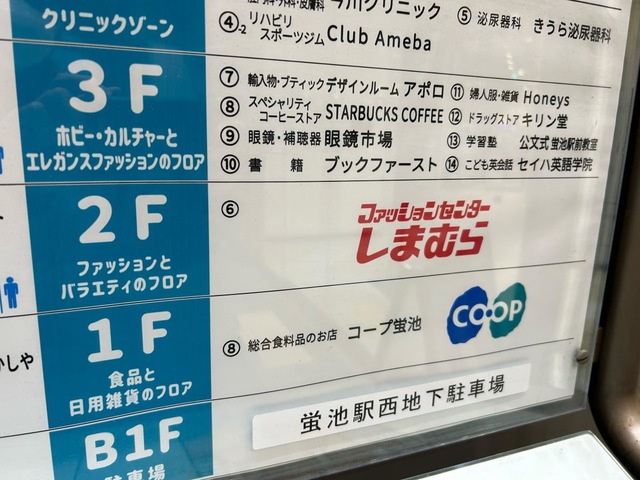 クリニックゾーン
④-2 リハビリ スポーツジム Club Ameba
今川クリニック
⑤ 泌尿器科 きうら泌尿器科
3F
ホビー・カルチャーと
エレガンスファッションのフロア
⑦ 輸入物・ブティック デザインルーム アポロ
⑧ スペシャリティ コーヒーストア STARBUCKS COFFEE
⑨ 眼鏡・補聴器 眼鏡市場
⑩ 書籍 ブックファースト
⑪ 婦人服・雑貨 Honeys
⑫ ドラッグストア キリン堂
⑬ 学習塾 公文式 蛍池駅前教室
⑭ こども英会話 セイハ英語学院
2F
ファッションと
バラエティのフロア
⑥
ファッションセンター
しまむら
1F
食品と
日用雑貨のフロア
⑧ 総合食料品のお店 コープ蛍池
CO・OP
B1F
駐車場
蛍池駅西地下駐車場